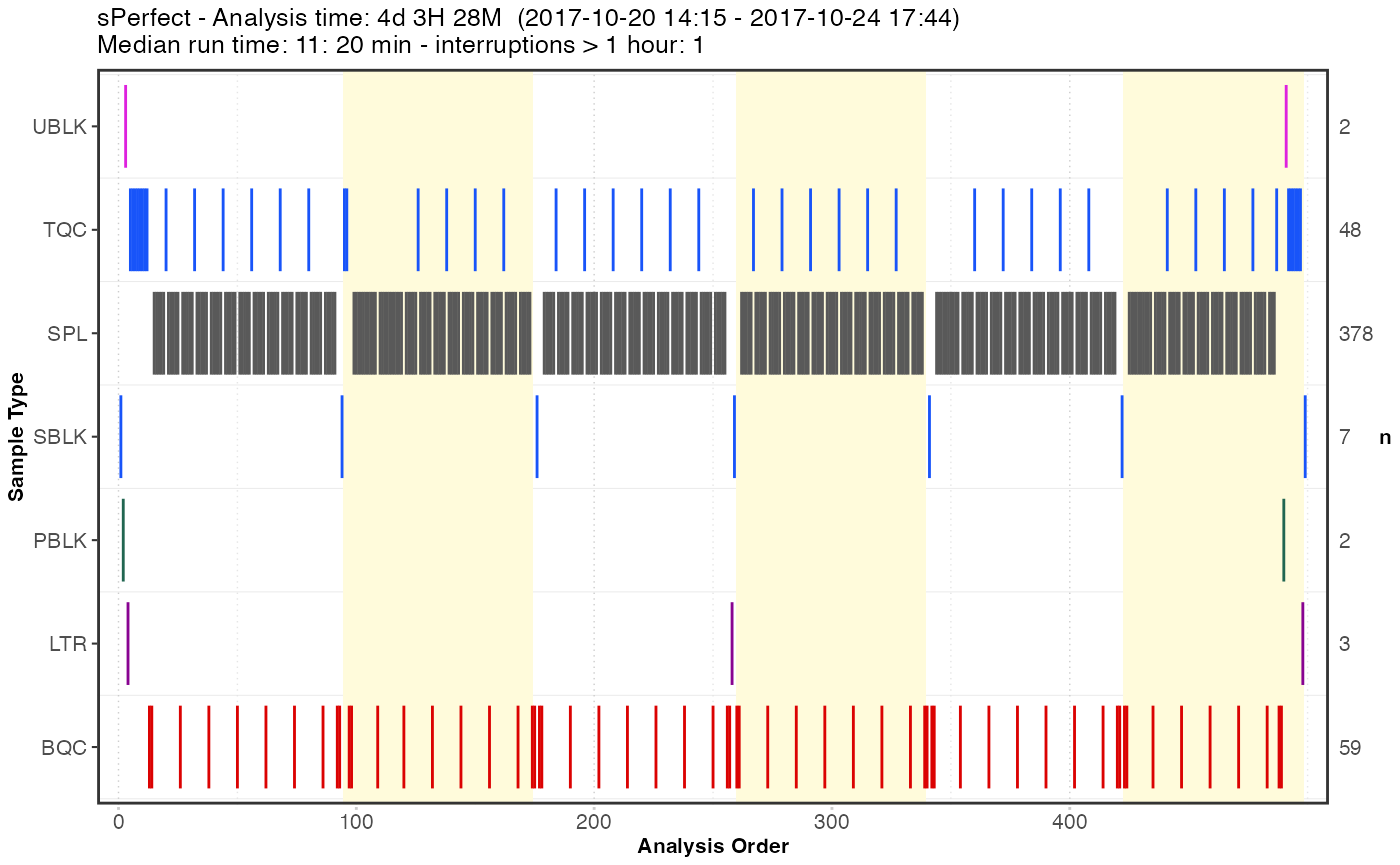 sPerfect - Analysis time: 4d 3H 28M  (2017-10-20 14:15 - 2017-10-24 17:44)
Median run time: 11: 20 min - interruptions > 1 hour: 1
Sample Type
UBLK
2
TQC
48
SPL
378
SBLK
7
n
PBLK
2
LTR
3
BQC
59
0
100
200
300
400
Analysis Order